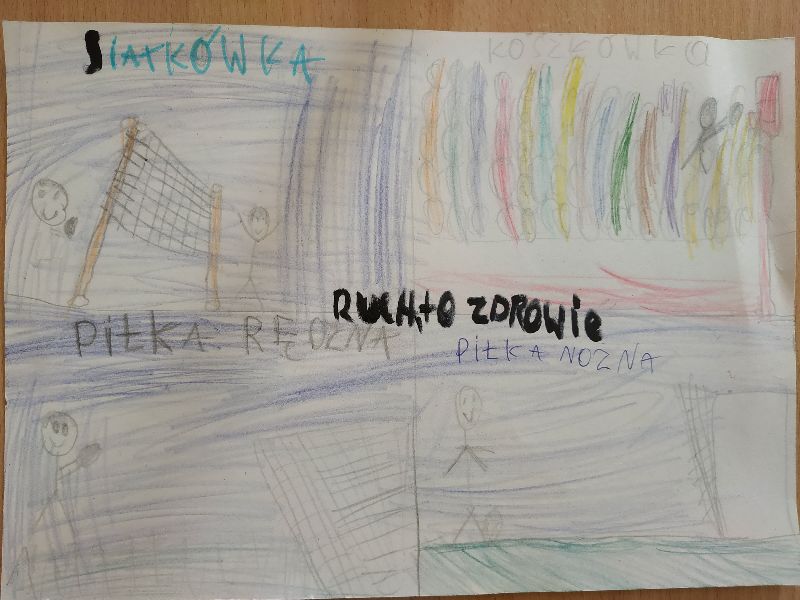 SIATKÓWKA
KOSZKÓWKA
RUCH,TO ZDROWIE
PIŁKA RĘCZNA
PIŁKA NOZNA